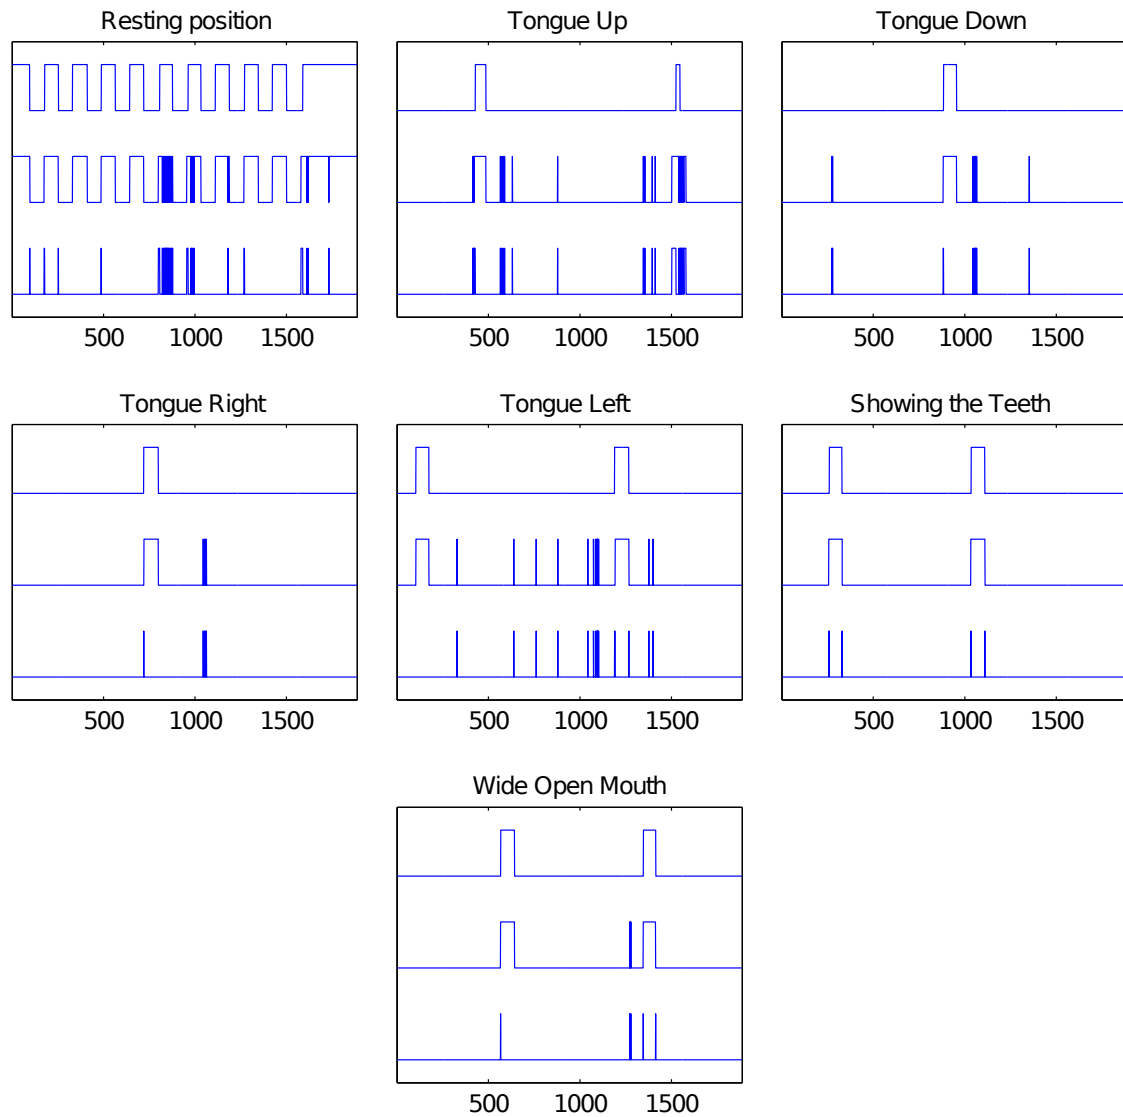 Resting position
Tongue Up
Tongue Down
500 1000 1500
500 1000 1500
500 1000 1500
Tongue Right
Tongue Left
Showing the Teeth
500 1000 1500
500 1000 1500
500 1000 1500
Wide Open Mouth
500 1000 1500